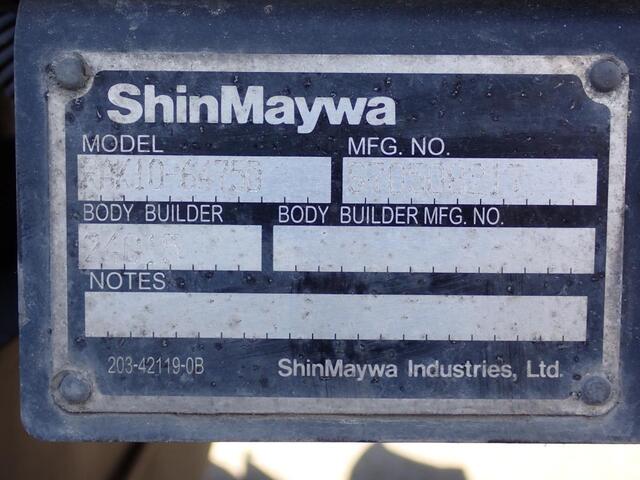 ShinMaywa
MODEL MFG. NO.
BODY BUILDER BODY BUILDER MFG. NO.
NOTES
203-42119-0B ShinMaywa Industries, Ltd.